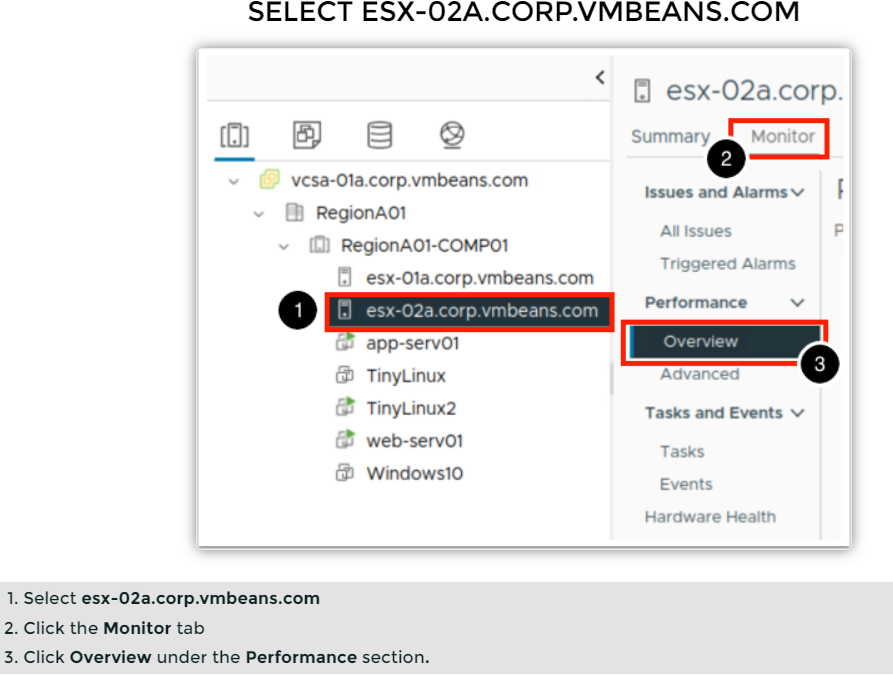 SELECT ESX-02A.CORP.VMBEANS.COM
esx-02a.corp.
Summary
Monitor
2
vcsa-01a.corp.vmbeans.com
RegionA01
RegionA01-COMP01
esx-01a.corp.vmbeans.com
1
esx-02a.corp.vmbeans.com
app-serv01
TinyLinux
TinyLinux2
web-serv01
Windows10
Issues and Alarms
All Issues
Triggered Alarms
Performance
Overview
3
Advanced
Tasks and Events
Tasks
Events
Hardware Health
1. Select esx-02a.corp.vmbeans.com
2. Click the Monitor tab
3. Click Overview under the Performance section.